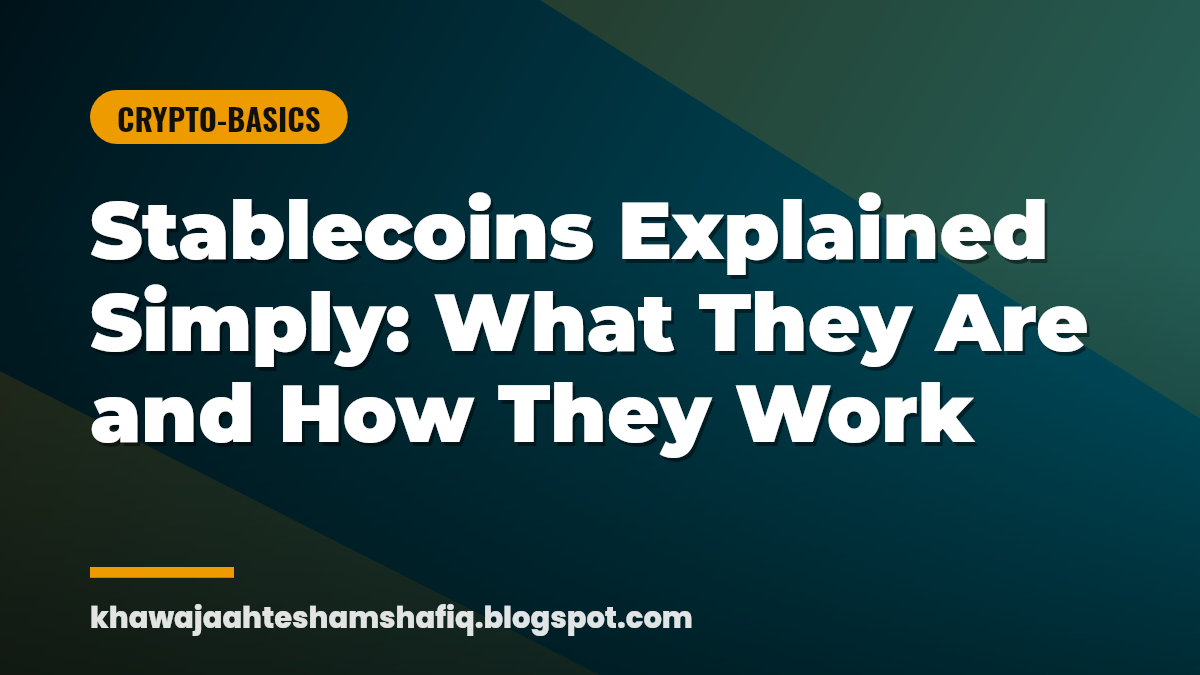 CRYPTO-BASICS
Stablecoins Explained
Simply: What They Are
and How They Work
khawajaahteshamshafiq.blogspot.com